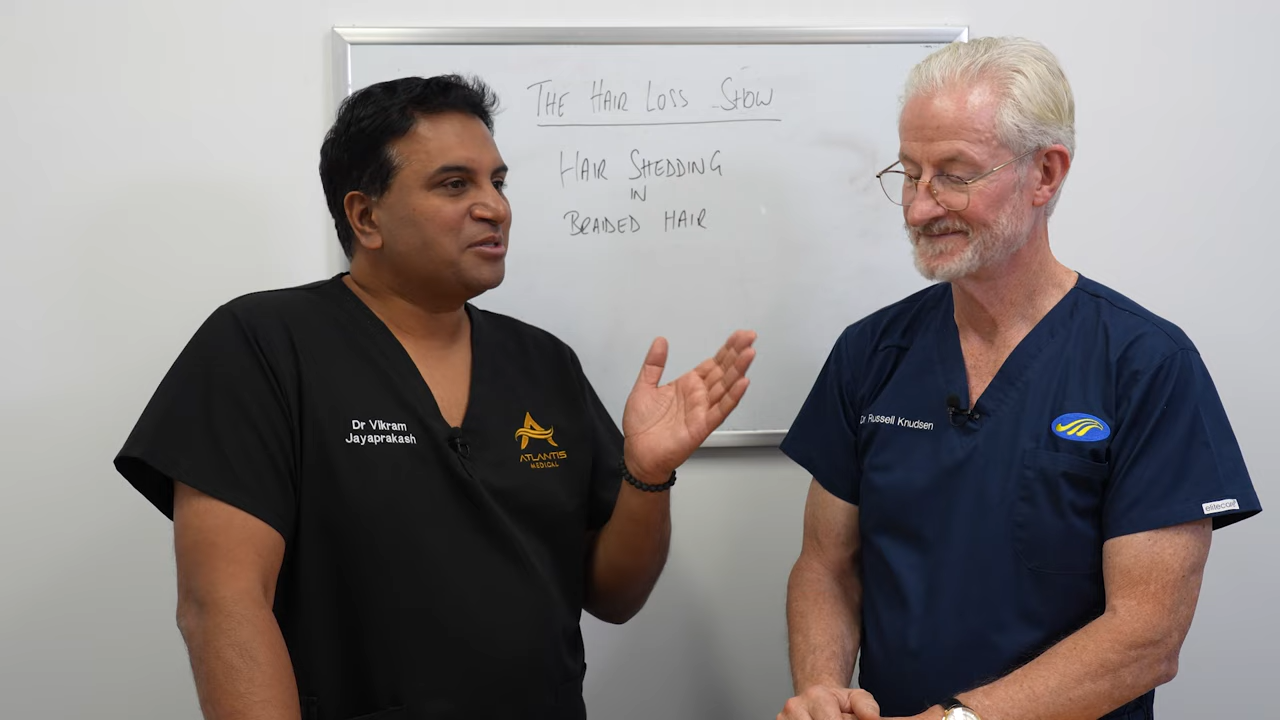 THE HAIR LOSS SHOW
HAIR SHEDDING
IN
BRAIDED HAIR
Dr Vikram
Jayaprakash
ATLANTIS
MEDICAL
Dr Russell Knudsen
elitecare